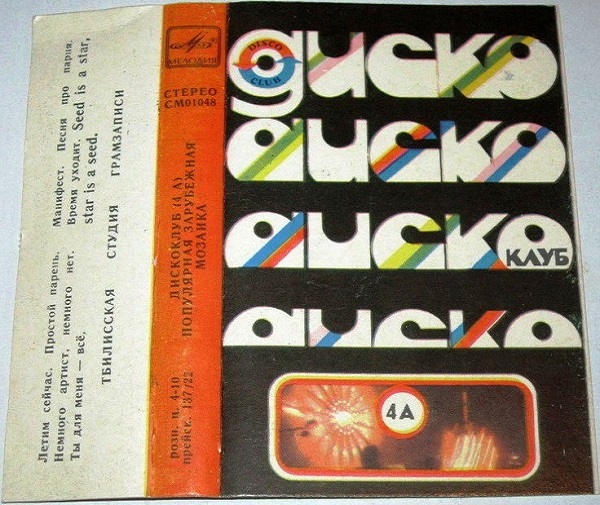 Летим сейчас. Простой парень.
Немного артист, немного нет.
Ты для меня — всё.
Манифест. Песня про парня.
Время уходит. Seed is a star,
star is a seed.
ТБИЛИССКАЯ СТУДИЯ ГРАМЗАПИСИ
МЕЛОДИЯ
СТЕРЕО
СМ01048
ДИСКОКЛУБ (4 А)
ПОПУЛЯРНАЯ ЗАРУБЕЖНАЯ
МОЗАИКА
розн. ц. 4-10
прейск. 137/22
диско
DISCO
CLUB
диско
диско
КЛУБ
диско
4А